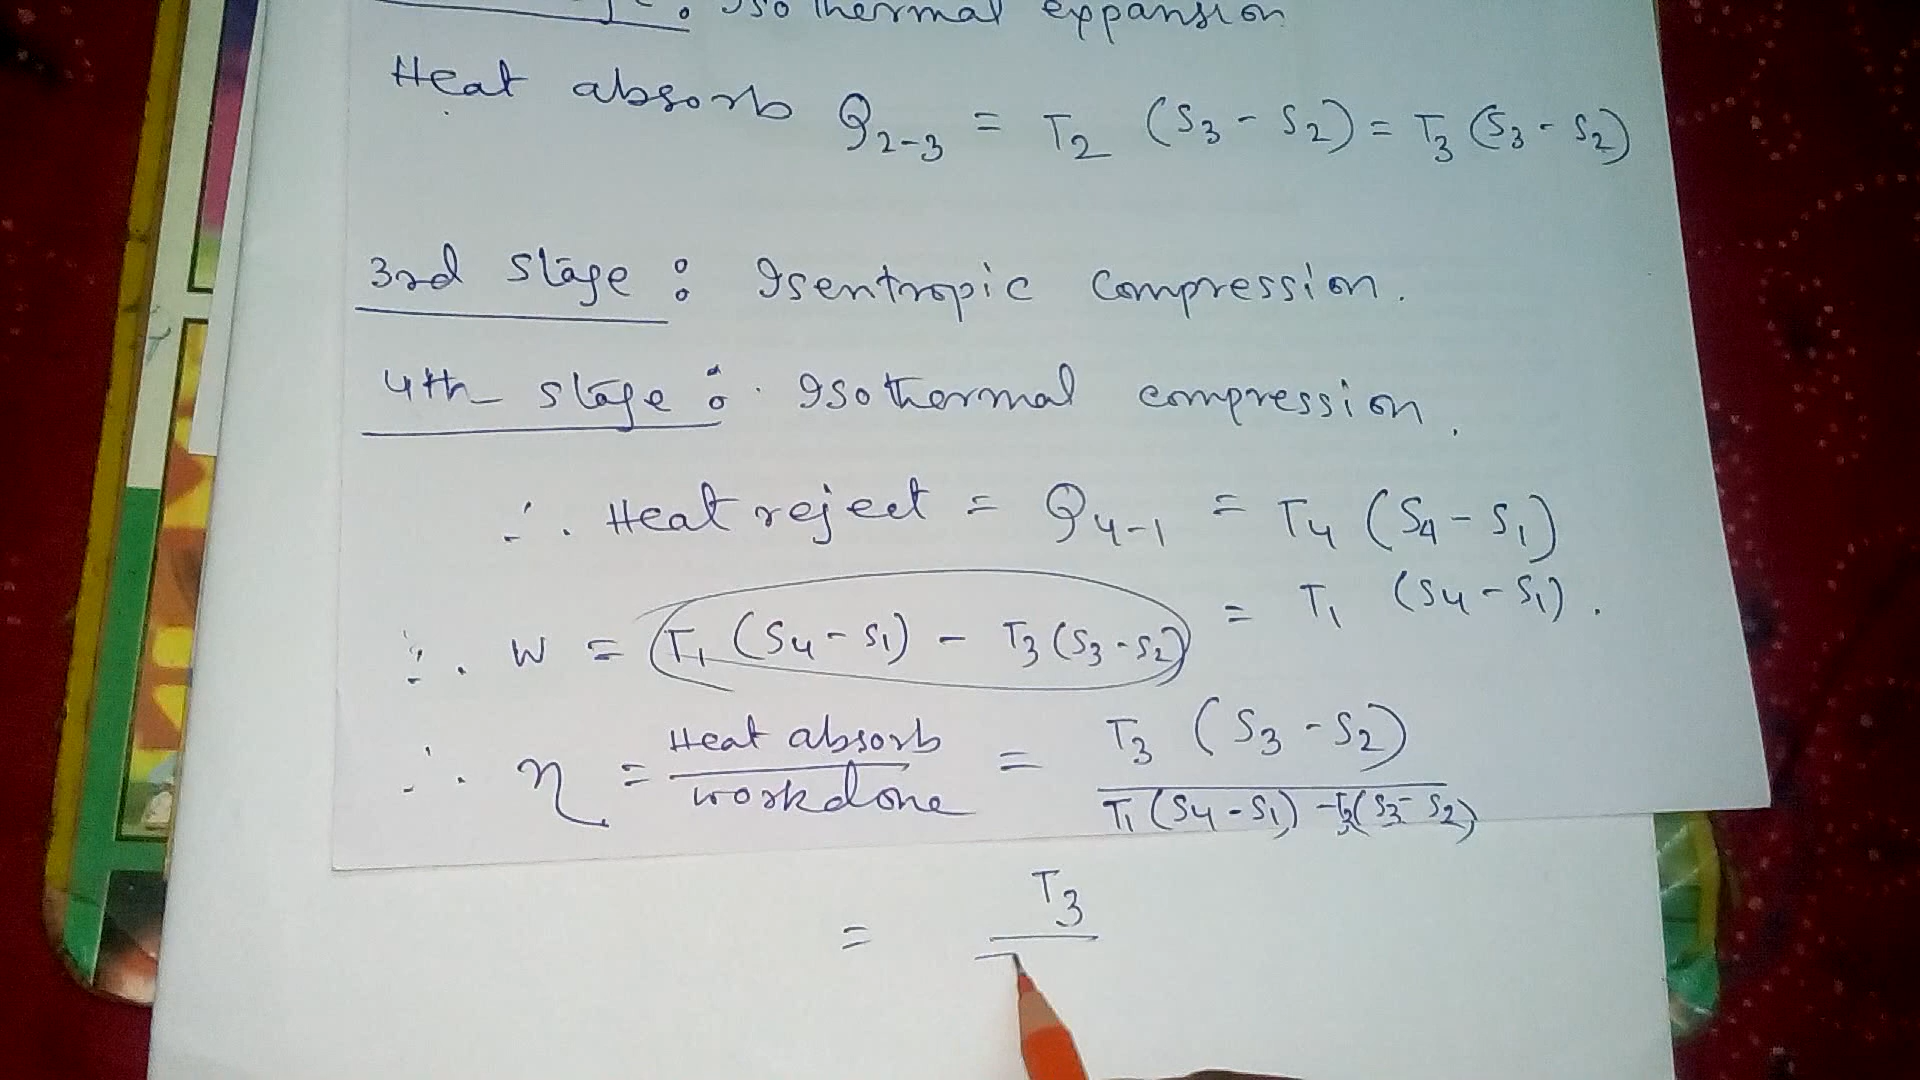 : Isothermal expansion
Heat absorb Q2-3 = T2 (S3 - S2) = T3 (S3 - S2)
3rd stage : Isentropic compression.
4th stage : Isothermal compression.
∴ Heat reject = Q4-1 = T4 (S4 - S1)
= T1 (S4 - S1).
∴ W = T1 (S4 - S1) - T3 (S3 - S2)
∴ η = Heat absorb / workdone = T3 (S3 - S2) / T1 (S4 - S1) - T3 (S3 - S2)
= T3